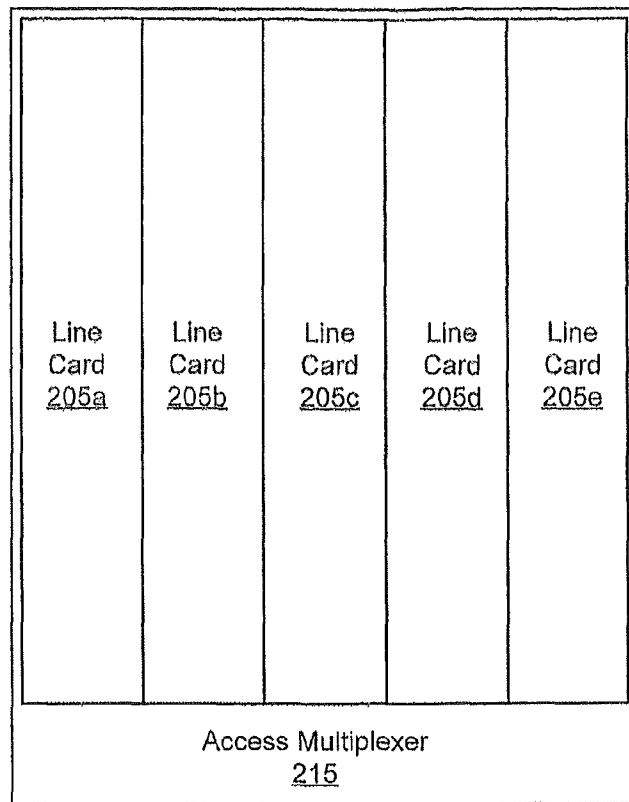 Line
Card
205a
Line
Card
205b
Line
Card
205c
Line
Card
205d
Line
Card
205e
Access Multiplexer
215